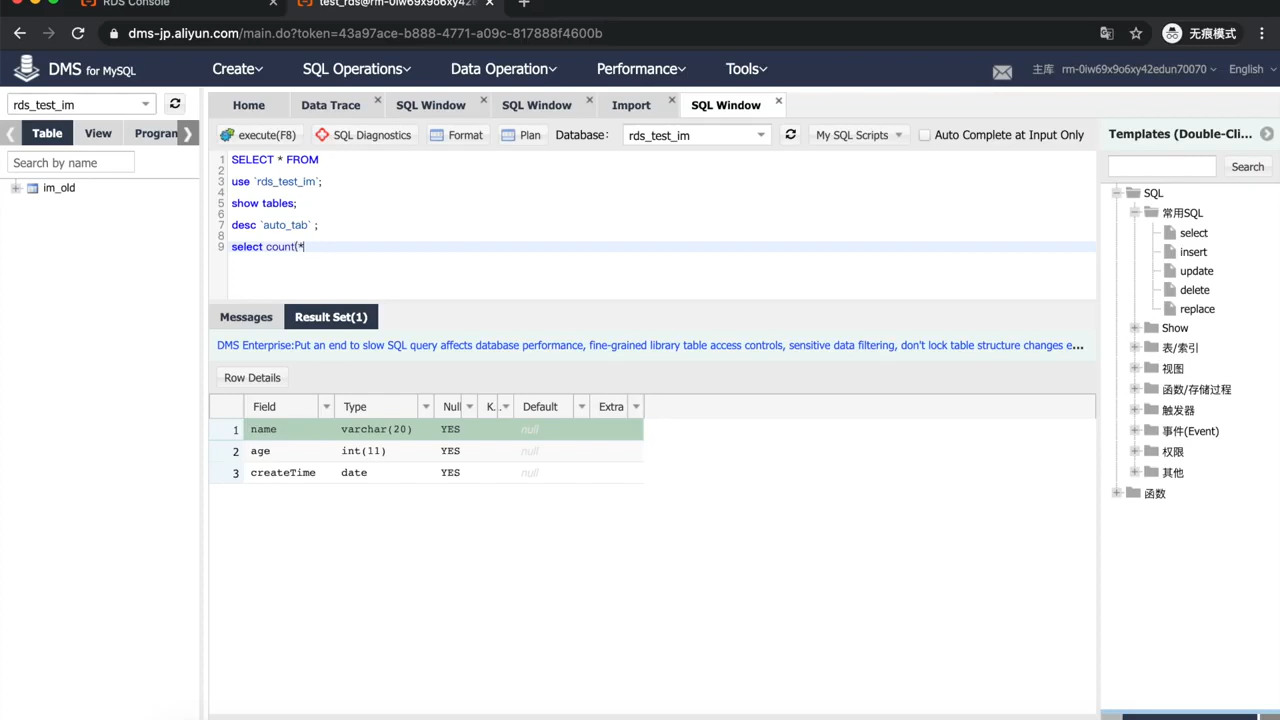 RDS Console
test_rds@rm-0iw69x9o6xy42e
dms-jp.aliyun.com/main.do?token=43a97ace-b888-4771-a09c-817388f4600b
无痕模式
DMS for MySQL
Create
SQL Operations
Data Operation
Performance
Tools
主库 rm-0iw69x9o6xy42edun70070
English
rds_test_im
Home
Data Trace
SQL Window
SQL Window
Import
SQL Window
Table
View
Progran
execute(F8)
SQL Diagnostics
Format
Plan
Database:
rds_test_im
My SQL Scripts
Auto Complete at Input Only
Templates (Double-Cli...
Search by name
Search
im_old
1 SELECT * FROM
2
3 use `rds_test_im`;
4
5 show tables;
6
7 desc `auto_tab` ;
8
9 select count(*
SQL
常用SQL
select
insert
update
delete
replace
Show
表/索引
视图
函数/存储过程
触发器
事件(Event)
权限
其他
函数
Messages
Result Set(1)
DMS Enterprise:Put an end to slow SQL query affects database performance, fine-grained library table access controls, sensitive data filtering, don't lock table structure changes e...
Row Details
Field Type Nul K... Default Extra
1 name varchar(20) YES null
2 age int(11) YES null
3 createTime date YES null